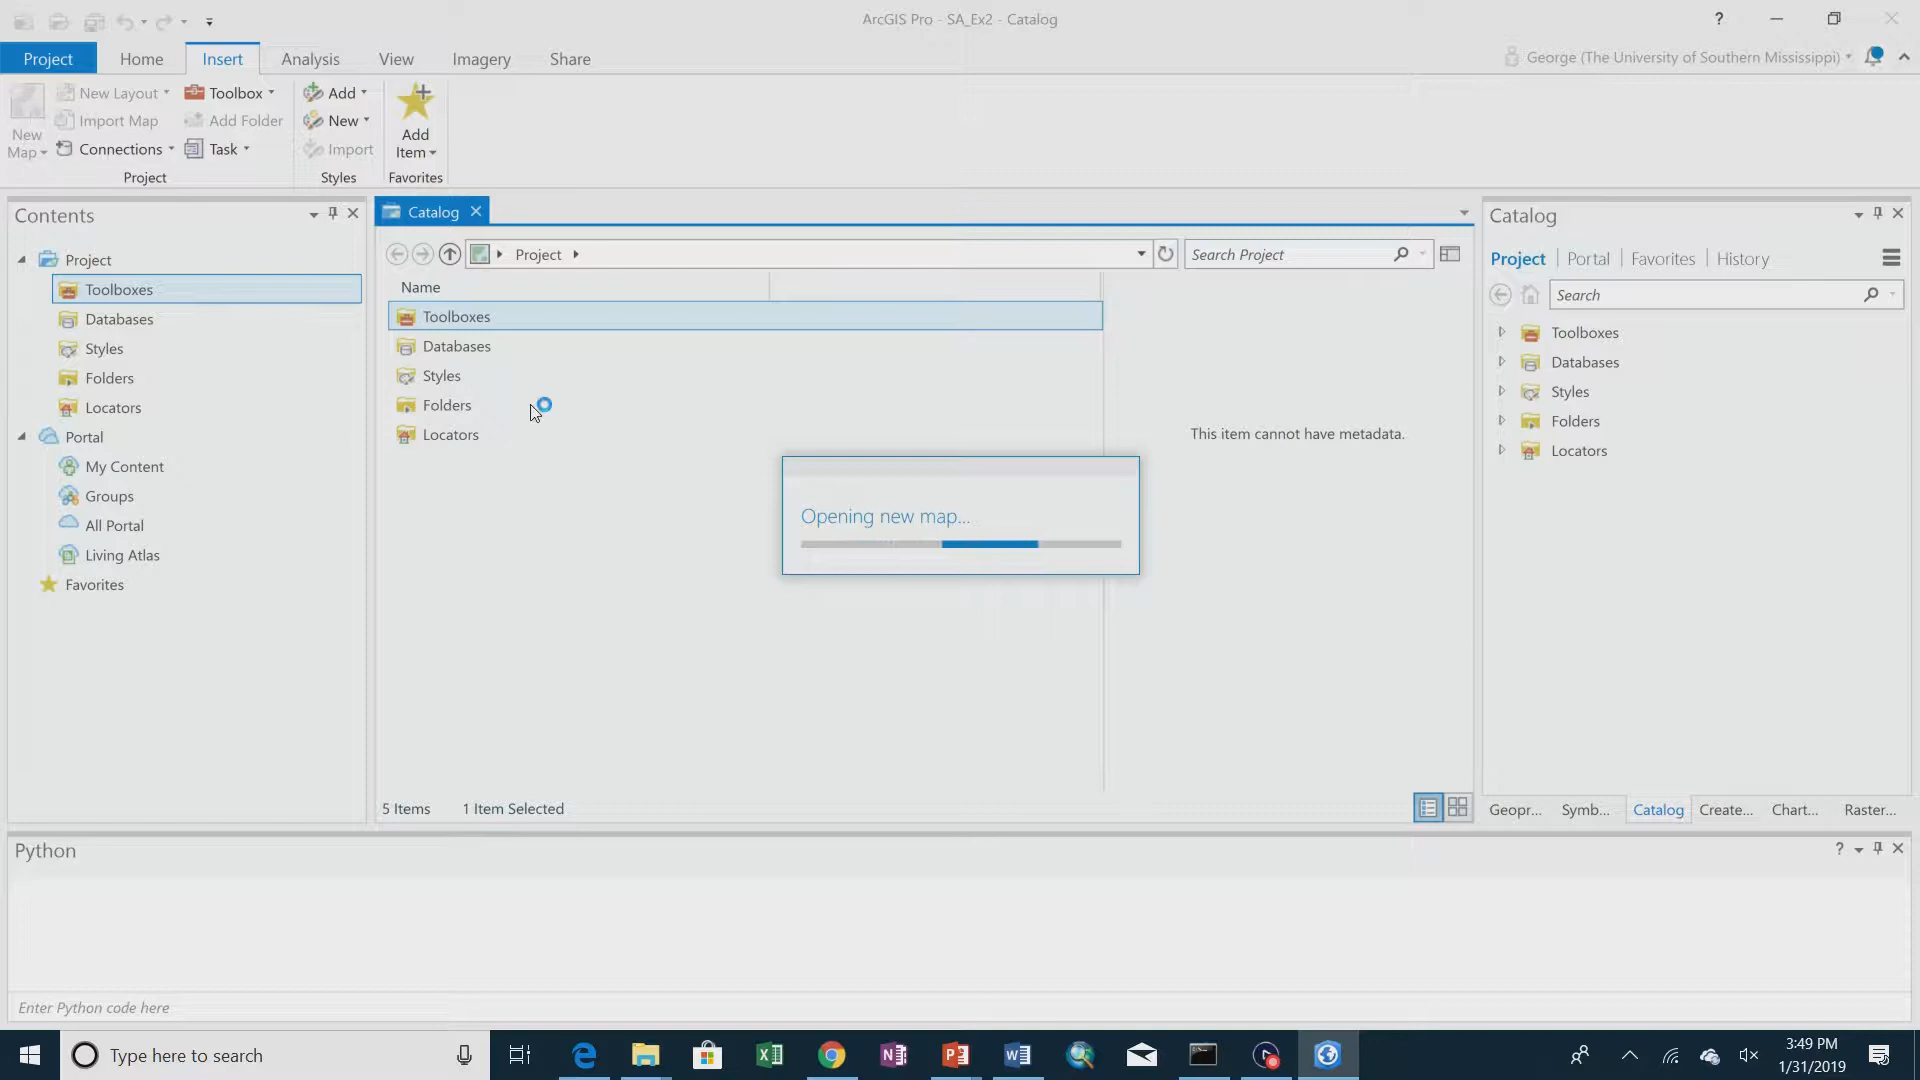 ArcGIS Pro - SA_Ex2 - Catalog
?
Project Home Insert Analysis View Imagery Share
George (The University of Southern Mississippi)
New Map
New Layout
Import Map
Connections
Toolbox
Add Folder
Task
Project
Add
New
Import
Styles
Add Item
Favorites
Contents
Project
Toolboxes
Databases
Styles
Folders
Locators
Portal
My Content
Groups
All Portal
Living Atlas
Favorites
Catalog
Project
Search Project
Name
Toolboxes
Databases
Styles
Folders
Locators
This item cannot have metadata.
Opening new map...
5 Items 1 Item Selected
Catalog
Project Portal Favorites History
Search
Toolboxes
Databases
Styles
Folders
Locators
Geopr... Symb... Catalog Create... Chart... Raster...
Python
?
Enter Python code here
Type here to search
3:49 PM
1/31/2019